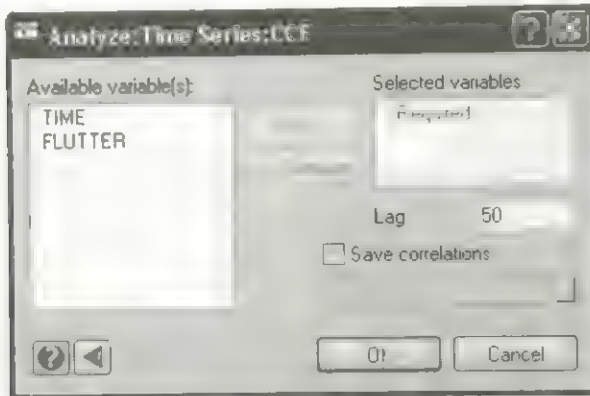 Analyze:Time Series:CCF
Available variable(s):
TIME
FLUTTER
Selected variables
Lag 50
Save correlations
Cancel